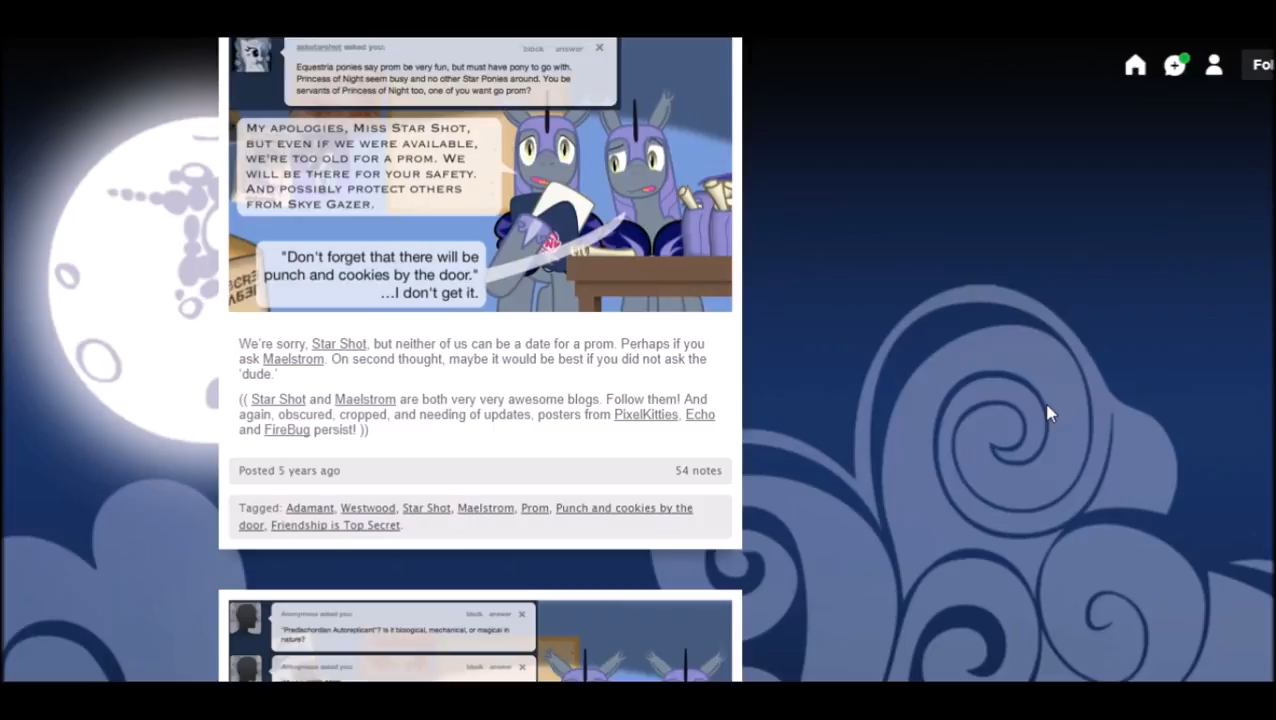 askstarshot asked you:
block answer
Equestria ponies say prom be very fun, but must have pony to go with.
Princess of Night seem busy and no other Star Ponies around. You be
servants of Princess of Night too, one of you want go prom?
Fol
MY APOLOGIES, MISS STAR SHOT,
BUT EVEN IF WE WERE AVAILABLE,
WE'RE TOO OLD FOR A PROM. WE
WILL BE THERE FOR YOUR SAFETY.
AND POSSIBLY PROTECT OTHERS
FROM SKYE GAZER.
"Don't forget that there will be
punch and cookies by the door."
...I don't get it.
We're sorry, Star Shot, but neither of us can be a date for a prom. Perhaps if you
ask Maelstrom. On second thought, maybe it would be best if you did not ask the
'dude.'
(( Star Shot and Maelstrom are both very very awesome blogs. Follow them! And
again, obscured, cropped, and needing of updates, posters from PixelKitties, Echo
and FireBug persist! ))
Posted 5 years ago
54 notes
Tagged: Adamant, Westwood, Star Shot, Maelstrom, Prom, Punch and cookies by the
door, Friendship is Top Secret.
Anonymous asked you:
block answer
"Predachordian Autoreplicant"? Is it biological, mechanical, or magical in
nature?
Anonymous asked you:
block answer